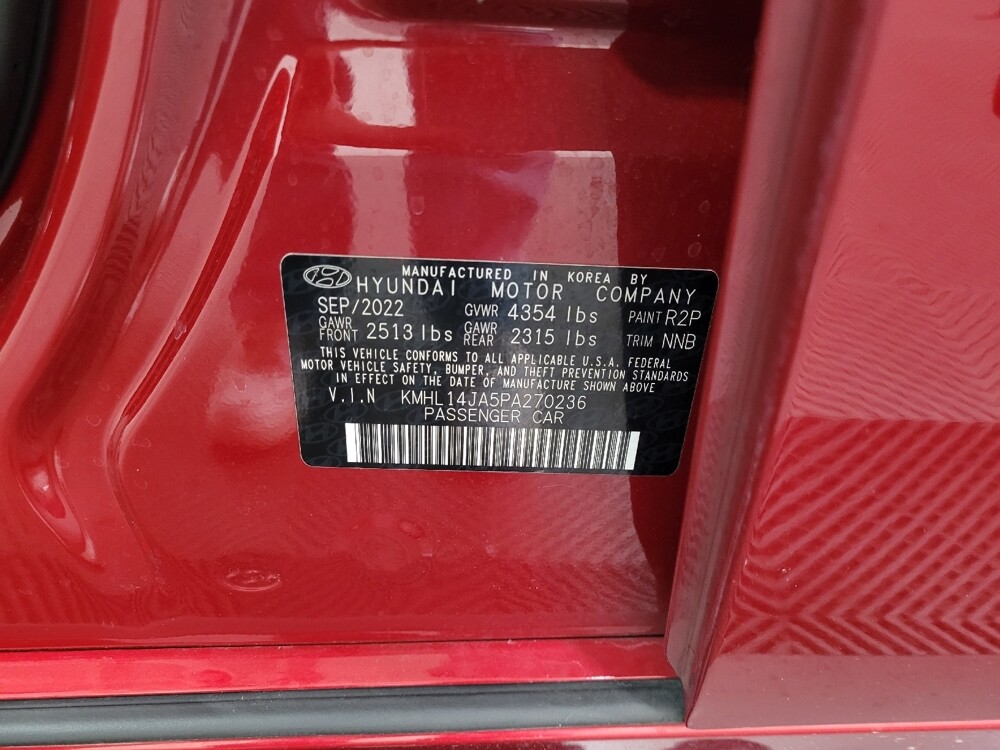 MANUFACTURED IN KOREA BY
HYUNDAI MOTOR COMPANY
SEP/2022 GVWR 4354 lbs PAINT R2P
GAWR FRONT 2513 lbs GAWR REAR 2315 lbs TRIM NNB
THIS VEHICLE CONFORMS TO ALL APPLICABLE U.S.A. FEDERAL
MOTOR VEHICLE SAFETY, BUMPER, AND THEFT PREVENTION STANDARDS
IN EFFECT ON THE DATE OF MANUFACTURE SHOWN ABOVE
V.I.N KMHL14JA5PA270236
PASSENGER CAR